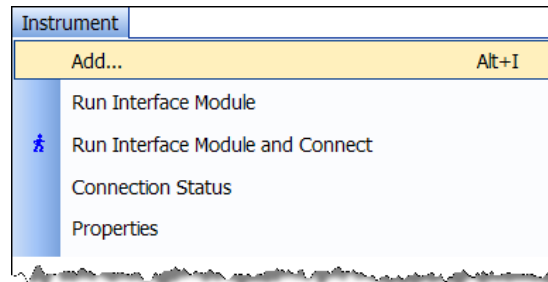 Instrument
Add... Alt+I
Run Interface Module
Run Interface Module and Connect
Connection Status
Properties